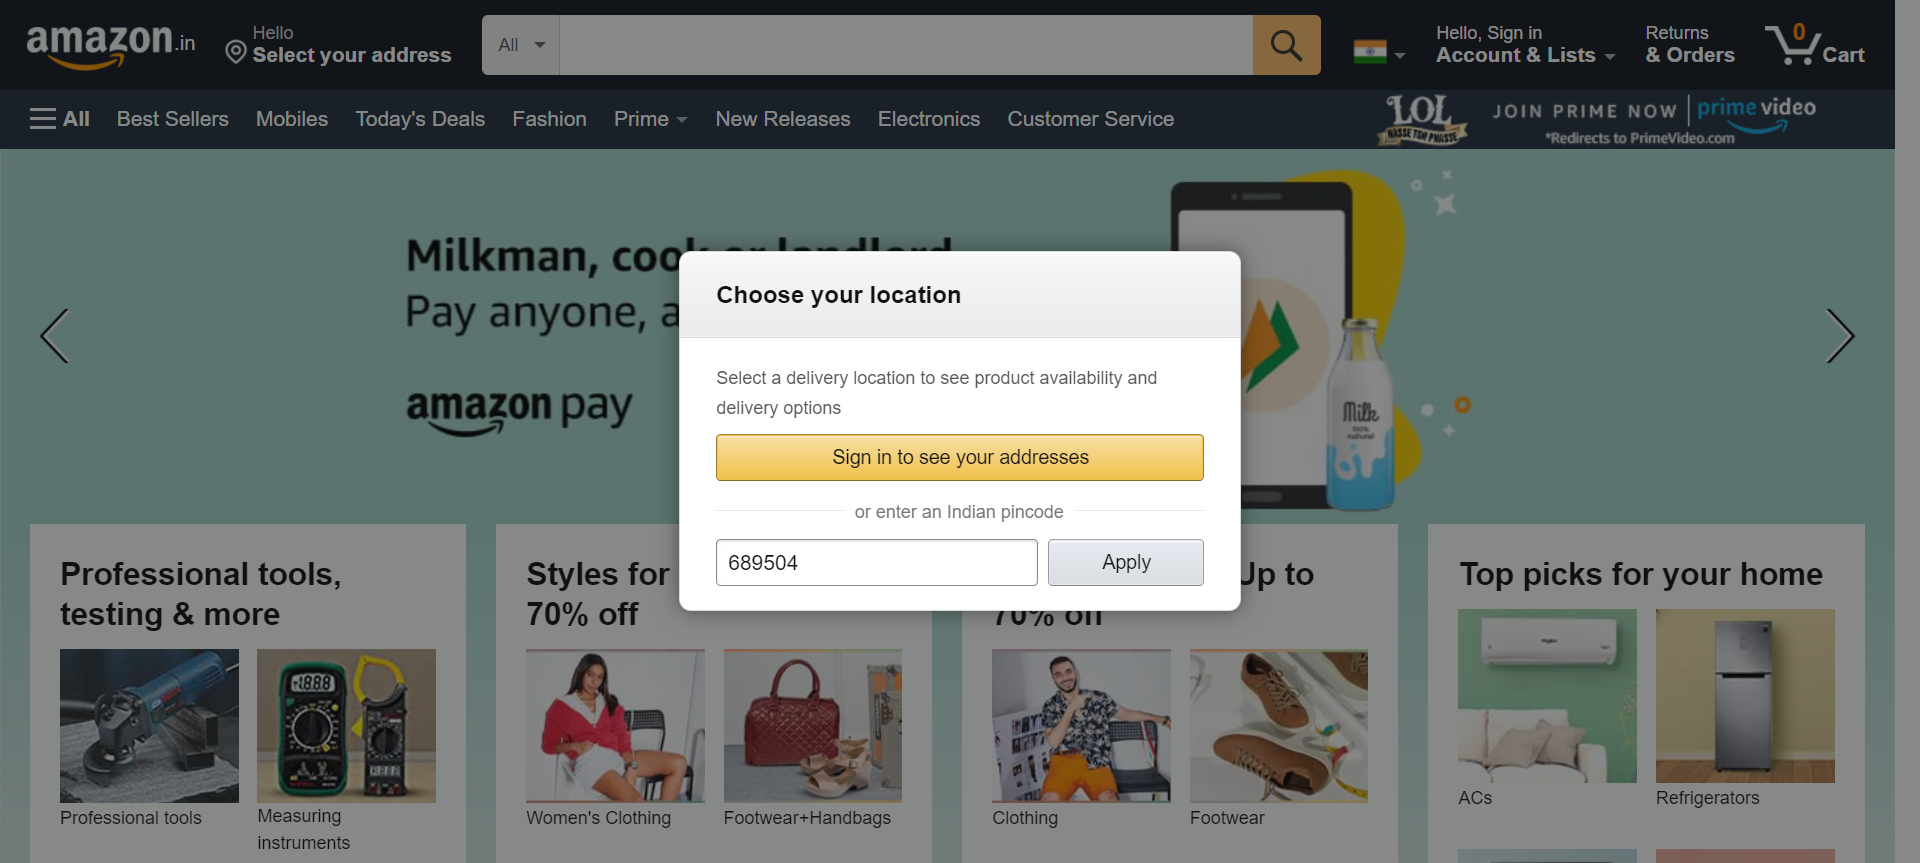 amazon.in
Hello
Select your address
All
Hello, Sign in
Account & Lists
Returns
& Orders
0
Cart
All
Best Sellers
Mobiles
Today's Deals
Fashion
Prime
New Releases
Electronics
Customer Service
LOL
HASSE TOH PHASSE
JOIN PRIME NOW
prime video
*Redirects to PrimeVideo.com
Milkman, cook or landlord
Pay anyone, a
amazon pay
Milk
100%
natural
Choose your location
Select a delivery location to see product availability and
delivery options
Sign in to see your addresses
or enter an Indian pincode
689504
Apply
Professional tools,
testing & more
Professional tools
Measuring
instruments
Styles for
70% off
Women's Clothing
Footwear+Handbags
Up to
70% off
Clothing
Footwear
Top picks for your home
ACs
Refrigerators